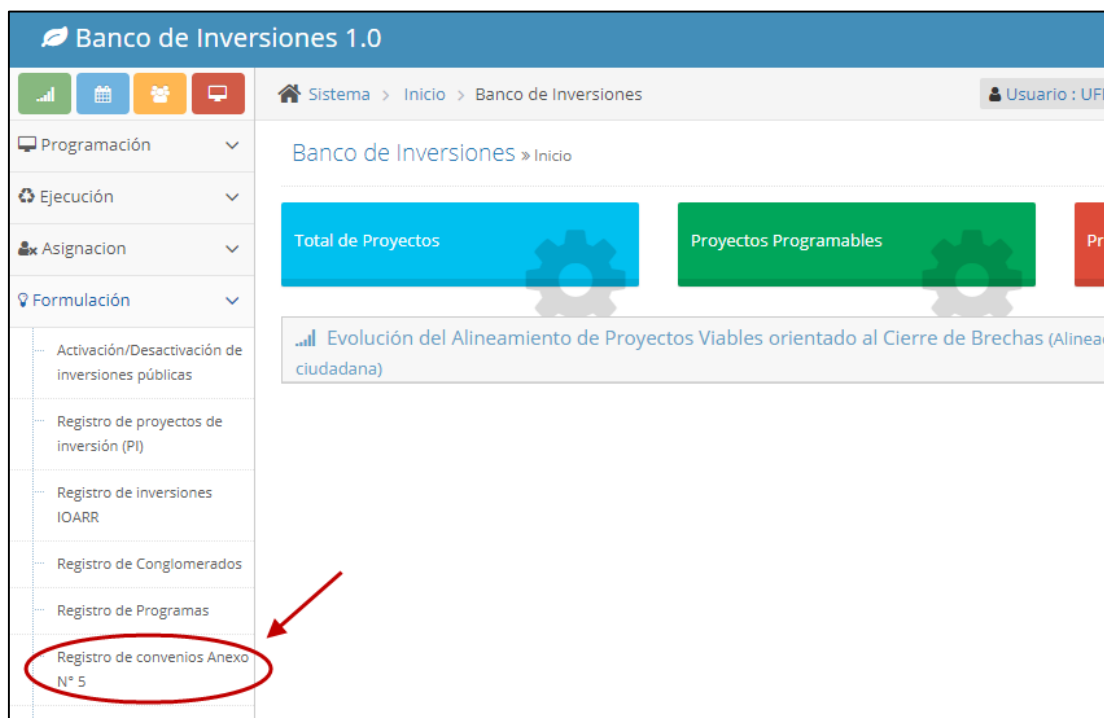 Banco de Inversiones 1.0
Sistema > Inicio > Banco de Inversiones
Usuario : UF
Programación
Ejecución
Asignacion
Formulación
Activación/Desactivación de
inversiones públicas
Registro de proyectos de
inversión (PI)
Registro de inversiones
IOARR
Registro de Conglomerados
Registro de Programas
Registro de convenios Anexo
N° 5
Banco de Inversiones » Inicio
Total de Proyectos
Proyectos Programables
Pr
Evolución del Alineamiento de Proyectos Viables orientado al Cierre de Brechas (Alinea
ciudadana)